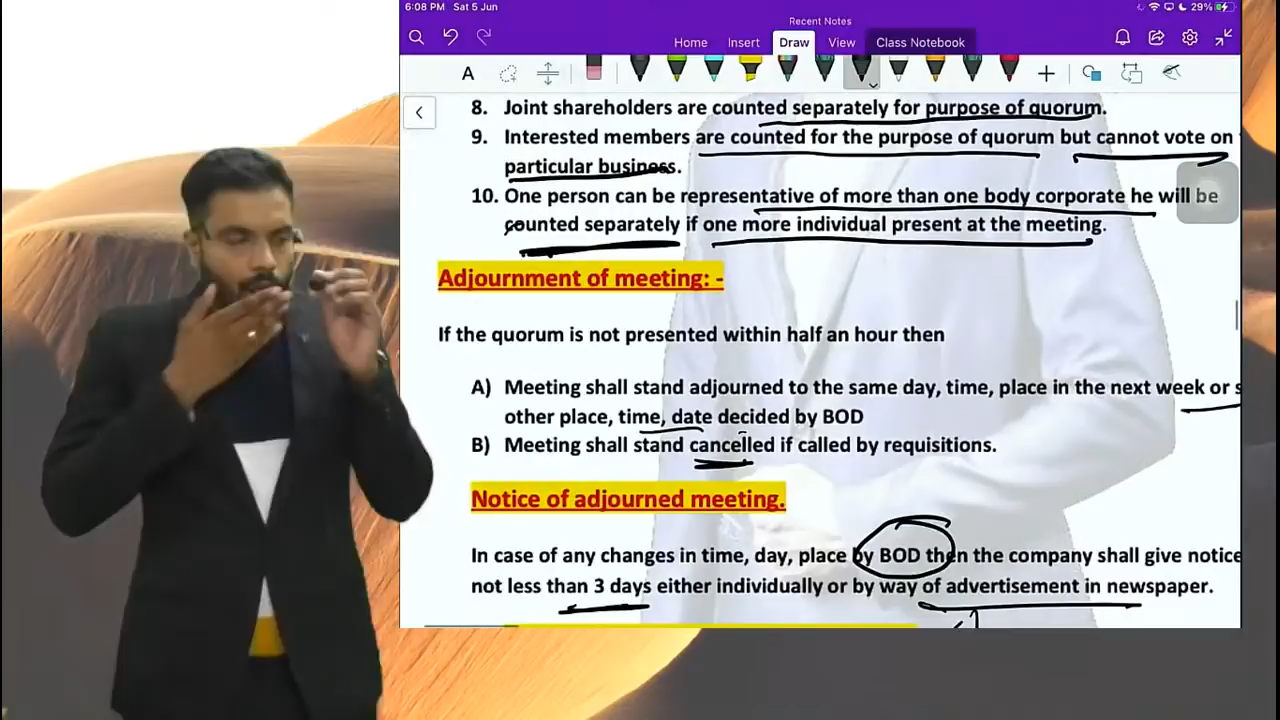 6:08 PM Sat 5 Jun
29%
Recent Notes
Home Insert Draw View Class Notebook
A
8. Joint shareholders are counted separately for purpose of quorum.
9. Interested members are counted for the purpose of quorum but cannot vote on
particular business.
10. One person can be representative of more than one body corporate he will be
counted separately if one more individual present at the meeting.
Adjournment of meeting: -
If the quorum is not presented within half an hour then
A) Meeting shall stand adjourned to the same day, time, place in the next week or
other place, time, date decided by BOD
B) Meeting shall stand cancelled if called by requisitions.
Notice of adjourned meeting.
In case of any changes in time, day, place by BOD then the company shall give notice
not less than 3 days either individually or by way of advertisement in newspaper.